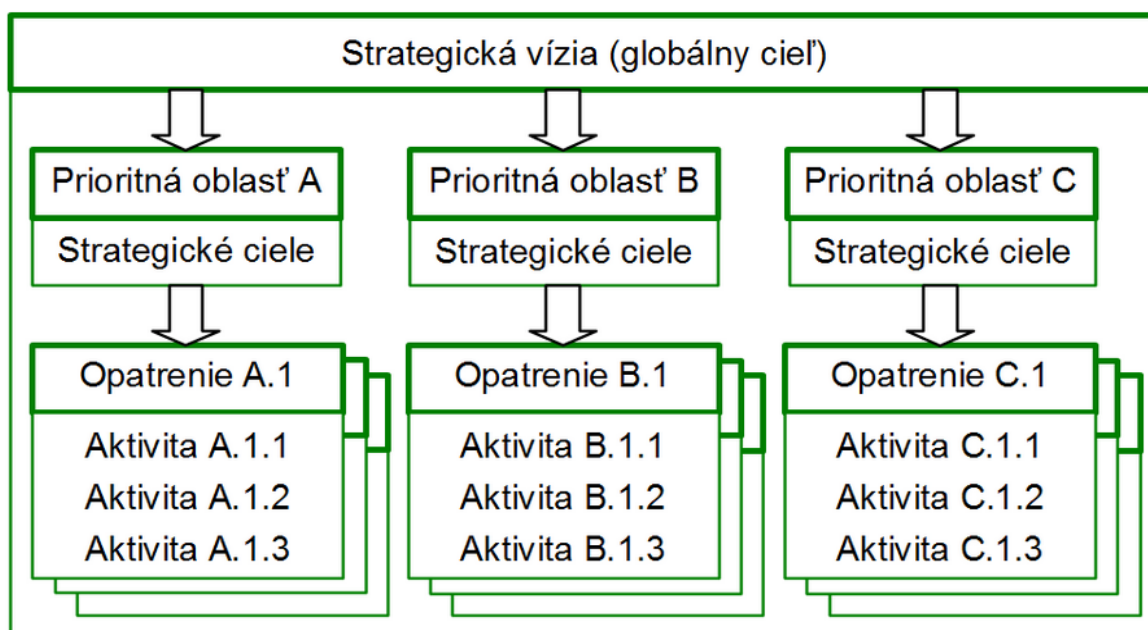 Strategická vízia (globálny cieľ)
Prioritná oblasť A
Strategické ciele
Opatrenie A.1
Aktivita A.1.1
Aktivita A.1.2
Aktivita A.1.3
Prioritná oblasť B
Strategické ciele
Opatrenie B.1
Aktivita B.1.1
Aktivita B.1.2
Aktivita B.1.3
Prioritná oblasť C
Strategické ciele
Opatrenie C.1
Aktivita C.1.1
Aktivita C.1.2
Aktivita C.1.3